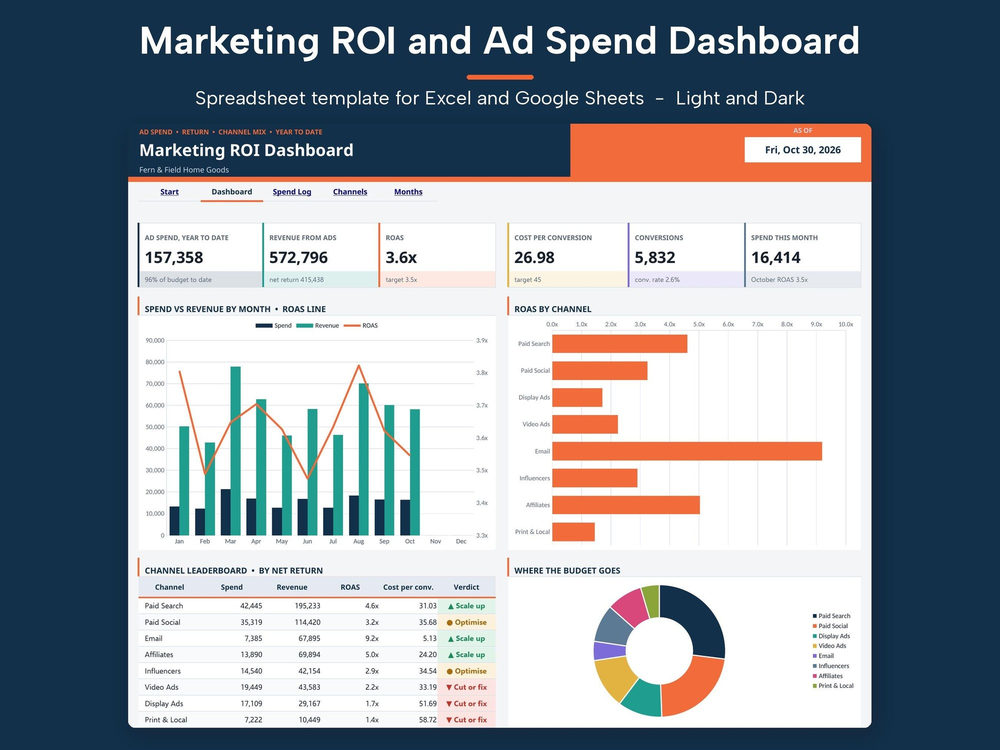 Marketing ROI and Ad Spend Dashboard
Spreadsheet template for Excel and Google Sheets – Light and Dark
AD SPEND • RETURN • CHANNEL MIX • YEAR TO DATE
Marketing ROI Dashboard
Fern & Field Home Goods
AS OF
Fri, Oct 30, 2026
Start Dashboard Spend Log Channels Months
AD SPEND, YEAR TO DATE
157,358
96% of budget to date
REVENUE FROM ADS
572,796
net return 415,438
ROAS
3.6x
target 3.5x
COST PER CONVERSION
26.98
target 45
CONVERSIONS
5,832
conv. rate 2.6%
SPEND THIS MONTH
16,414
October ROAS 3.5x
SPEND VS REVENUE BY MONTH • ROAS LINE
Spend Revenue ROAS
90,000 3.9x
80,000 3.8x
70,000 3.7x
60,000 3.6x
50,000 3.5x
40,000 3.4x
30,000 3.3x
20,000
10,000
0
Jan Feb Mar Apr May Jun Jul Aug Sep Oct Nov Dec
ROAS BY CHANNEL
0.0x 1.0x 2.0x 3.0x 4.0x 5.0x 6.0x 7.0x 8.0x 9.0x 10.0x
Paid Search
Paid Social
Display Ads
Video Ads
Email
Influencers
Affiliates
Print & Local
CHANNEL LEADERBOARD • BY NET RETURN
Channel Spend Revenue ROAS Cost per conv. Verdict
Paid Search 42,445 195,233 4.6x 31.03 ▲ Scale up
Paid Social 35,319 114,420 3.2x 35.68 ● Optimise
Email 7,385 67,895 9.2x 5.13 ▲ Scale up
Affiliates 13,890 69,894 5.0x 24.20 ▲ Scale up
Influencers 14,540 42,154 2.9x 34.54 ● Optimise
Video Ads 19,449 43,583 2.2x 33.19 ▼ Cut or fix
Display Ads 17,109 29,167 1.7x 51.69 ▼ Cut or fix
Print & Local 7,222 10,449 1.4x 58.72 ▼ Cut or fix
WHERE THE BUDGET GOES
Paid Search
Paid Social
Display Ads
Video Ads
Email
Influencers
Affiliates
Print & Local